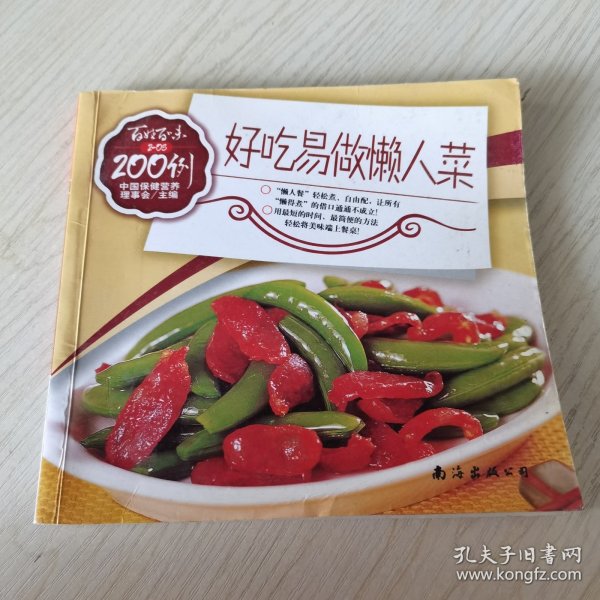 百姓百味
2-06
200例
中国保健营养
理事会/主编
好吃易做懒人菜
“懒人餐”轻松煮，自由配，让所有
“懒得煮”的借口通通不成立！
用最短的时间、最简便的方法
轻松将美味端上餐桌！
南海出版公司
孔夫子旧书网
www.kongfz.com